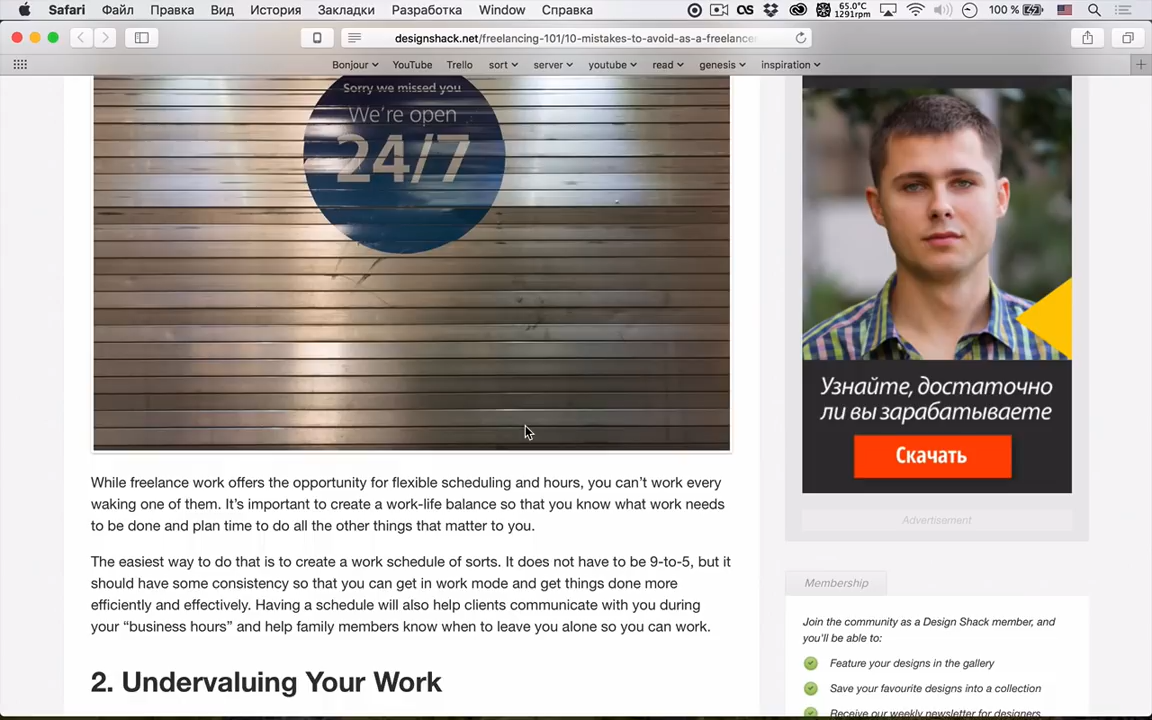 Safari Файл Правка Вид История Закладки Разработка Window Справка 65.0°C 1291rpm 100 %
designshack.net/freelancing-101/10-mistakes-to-avoid-as-a-freelance
Bonjour YouTube Trello sort server youtube read genesis inspiration
Sorry we missed you
We're open
24/7
While freelance work offers the opportunity for flexible scheduling and hours, you can't work every
waking one of them. It's important to create a work-life balance so that you know what work needs
to be done and plan time to do all the other things that matter to you.
The easiest way to do that is to create a work schedule of sorts. It does not have to be 9-to-5, but it
should have some consistency so that you can get in work mode and get things done more
efficiently and effectively. Having a schedule will also help clients communicate with you during
your “business hours” and help family members know when to leave you alone so you can work.
2. Undervaluing Your Work
Узнайте, достаточно
ли вы зарабатываете
Скачать
Advertisement
Membership
Join the community as a Design Shack member, and
you'll be able to:
Feature your designs in the gallery
Save your favourite designs into a collection
Receive our weekly newsletter for designers